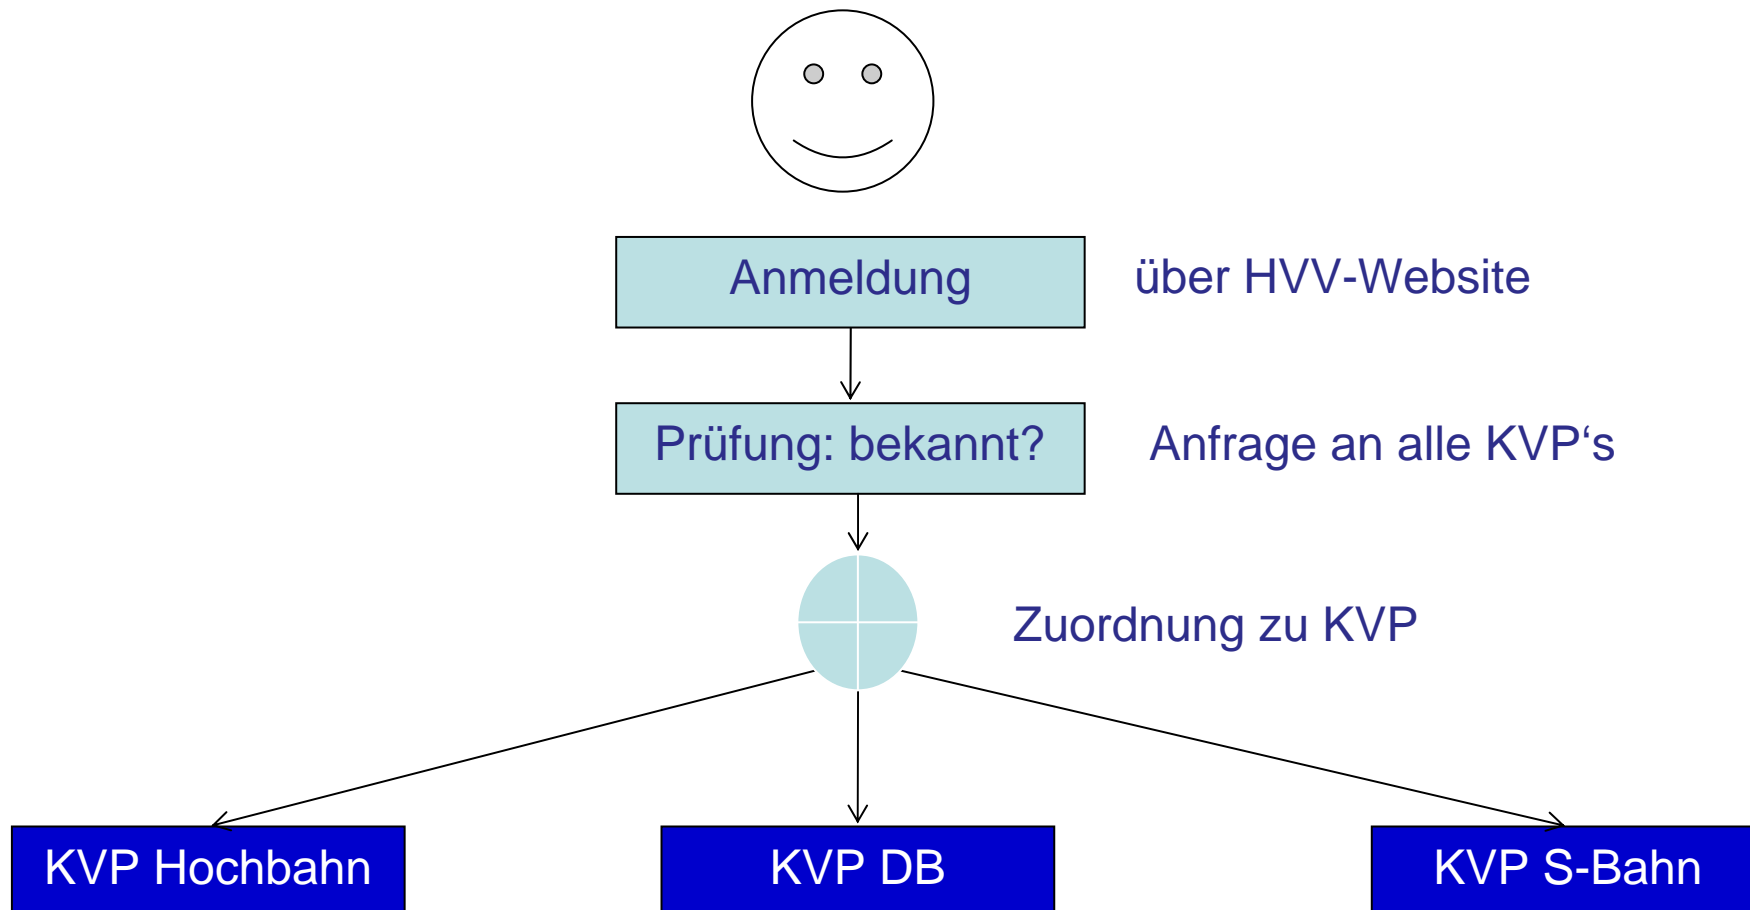 Anmeldung
über HVV-Website
Prüfung: bekannt?
Anfrage an alle KVP‘s
Zuordnung zu KVP
KVP Hochbahn
KVP DB
KVP S-Bahn